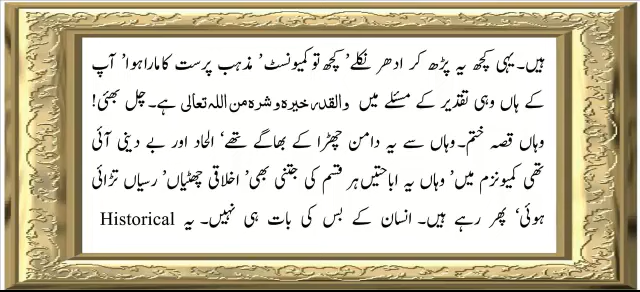 ہیں۔ یہی کچھ یہ پڑھ کر ادھر نکلے’ کچھ تو کمیونسٹ’ مذہب پرست کا مارا ہوا’ آپ
کے ہاں وہی تقدیر کے مسئلے میں والقدر خیرہ و شرہ من اللہ تعالی ہے۔ چل بھئی!
وہاں قصہ ختم۔ وہاں سے یہ دامن چھڑا کے بھاگے تھے‘ الحاد اور بے دینی آئی
تھی کمیونزم میں’ وہاں یہ اباحتیں ہر قسم کی جتنی بھی’ اخلاقی چھٹیاں’ رسیاں تڑائی
ہوئی‘ پھر رہے ہیں۔ انسان کے بس کی بات ہی نہیں۔ یہ Historical